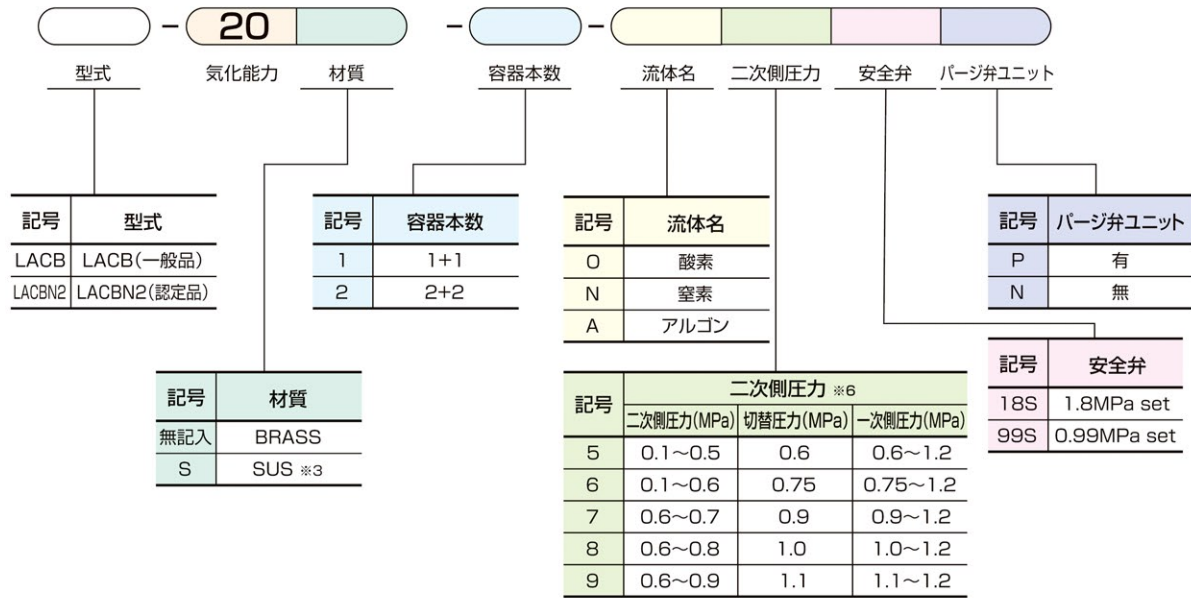 - 20 - -
型式 気化能力 材質 容器本数 流体名 二次側圧力 安全弁 パージ弁ユニット
記号 型式
LACB LACB(一般品)
LACBN2 LACBN2(認定品)
記号 容器本数
1 1+1
2 2+2
記号 流体名
O 酸素
N 窒素
A アルゴン
記号 パージ弁ユニット
P 有
N 無
記号 材質
無記入 BRASS
S SUS ※3
記号 二次側圧力 ※6
二次側圧力(MPa) 切替圧力(MPa) 一次側圧力(MPa)
5 0.1～0.5 0.6 0.6～1.2
6 0.1～0.6 0.75 0.75～1.2
7 0.6～0.7 0.9 0.9～1.2
8 0.6～0.8 1.0 1.0～1.2
9 0.6～0.9 1.1 1.1～1.2
記号 安全弁
18S 1.8MPa set
99S 0.99MPa set